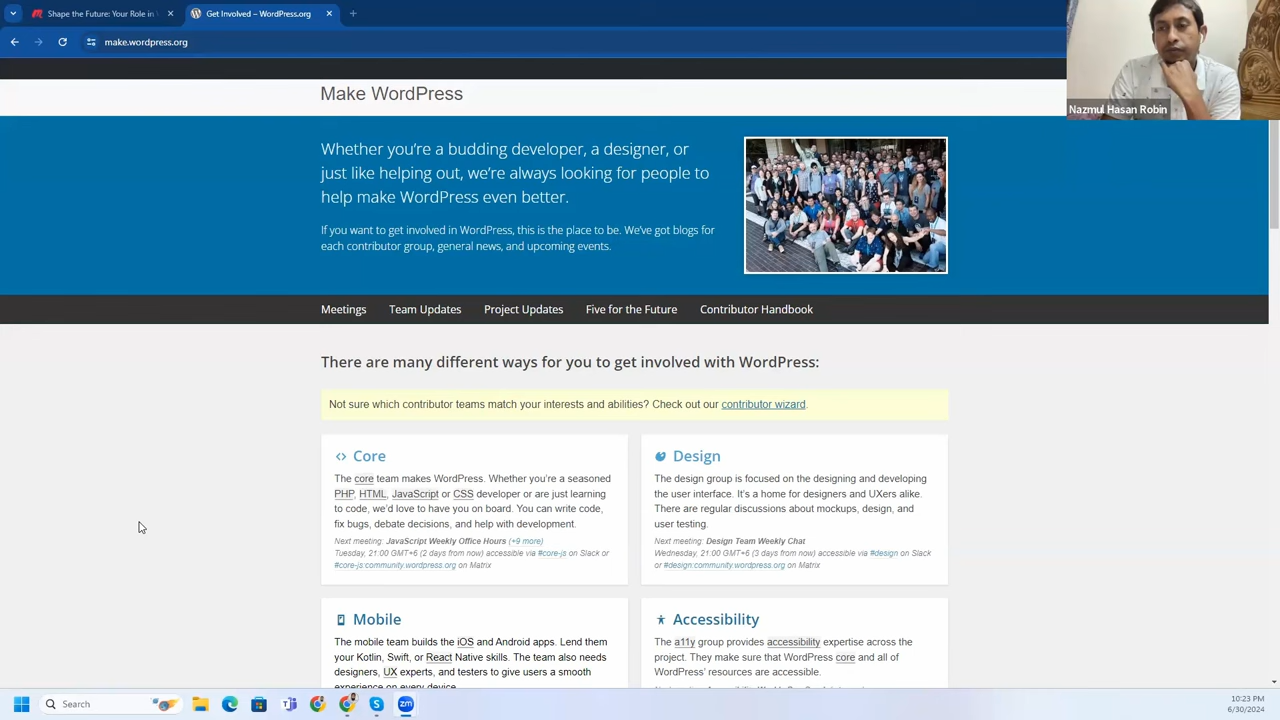 Shape the Future: Your Role in
Get Involved – WordPress.org
make.wordpress.org
Nazmul Hasan Robin
Make WordPress
Whether you're a budding developer, a designer, or
just like helping out, we're always looking for people to
help make WordPress even better.
If you want to get involved in WordPress, this is the place to be. We've got blogs for
each contributor group, general news, and upcoming events.
Meetings Team Updates Project Updates Five for the Future Contributor Handbook
There are many different ways for you to get involved with WordPress:
Not sure which contributor teams match your interests and abilities? Check out our contributor wizard.
Core
The core team makes WordPress. Whether you're a seasoned
PHP, HTML, JavaScript or CSS developer or are just learning
to code, we'd love to have you on board. You can write code,
fix bugs, debate decisions, and help with development.
Next meeting: JavaScript Weekly Office Hours (+9 more)
Tuesday, 21:00 GMT+6 (2 days from now) accessible via #core-js on Slack or
#core-js:community.wordpress.org on Matrix
Design
The design group is focused on the designing and developing
the user interface. It's a home for designers and UXers alike.
There are regular discussions about mockups, design, and
user testing.
Next meeting: Design Team Weekly Chat
Wednesday, 21:00 GMT+6 (3 days from now) accessible via #design on Slack
or #design:community.wordpress.org on Matrix
Mobile
The mobile team builds the iOS and Android apps. Lend them
your Kotlin, Swift, or React Native skills. The team also needs
designers, UX experts, and testers to give users a smooth
experience on every device.
Accessibility
The a11y group provides accessibility expertise across the
project. They make sure that WordPress core and all of
WordPress' resources are accessible.
Search
zm
10:23 PM
6/30/2024